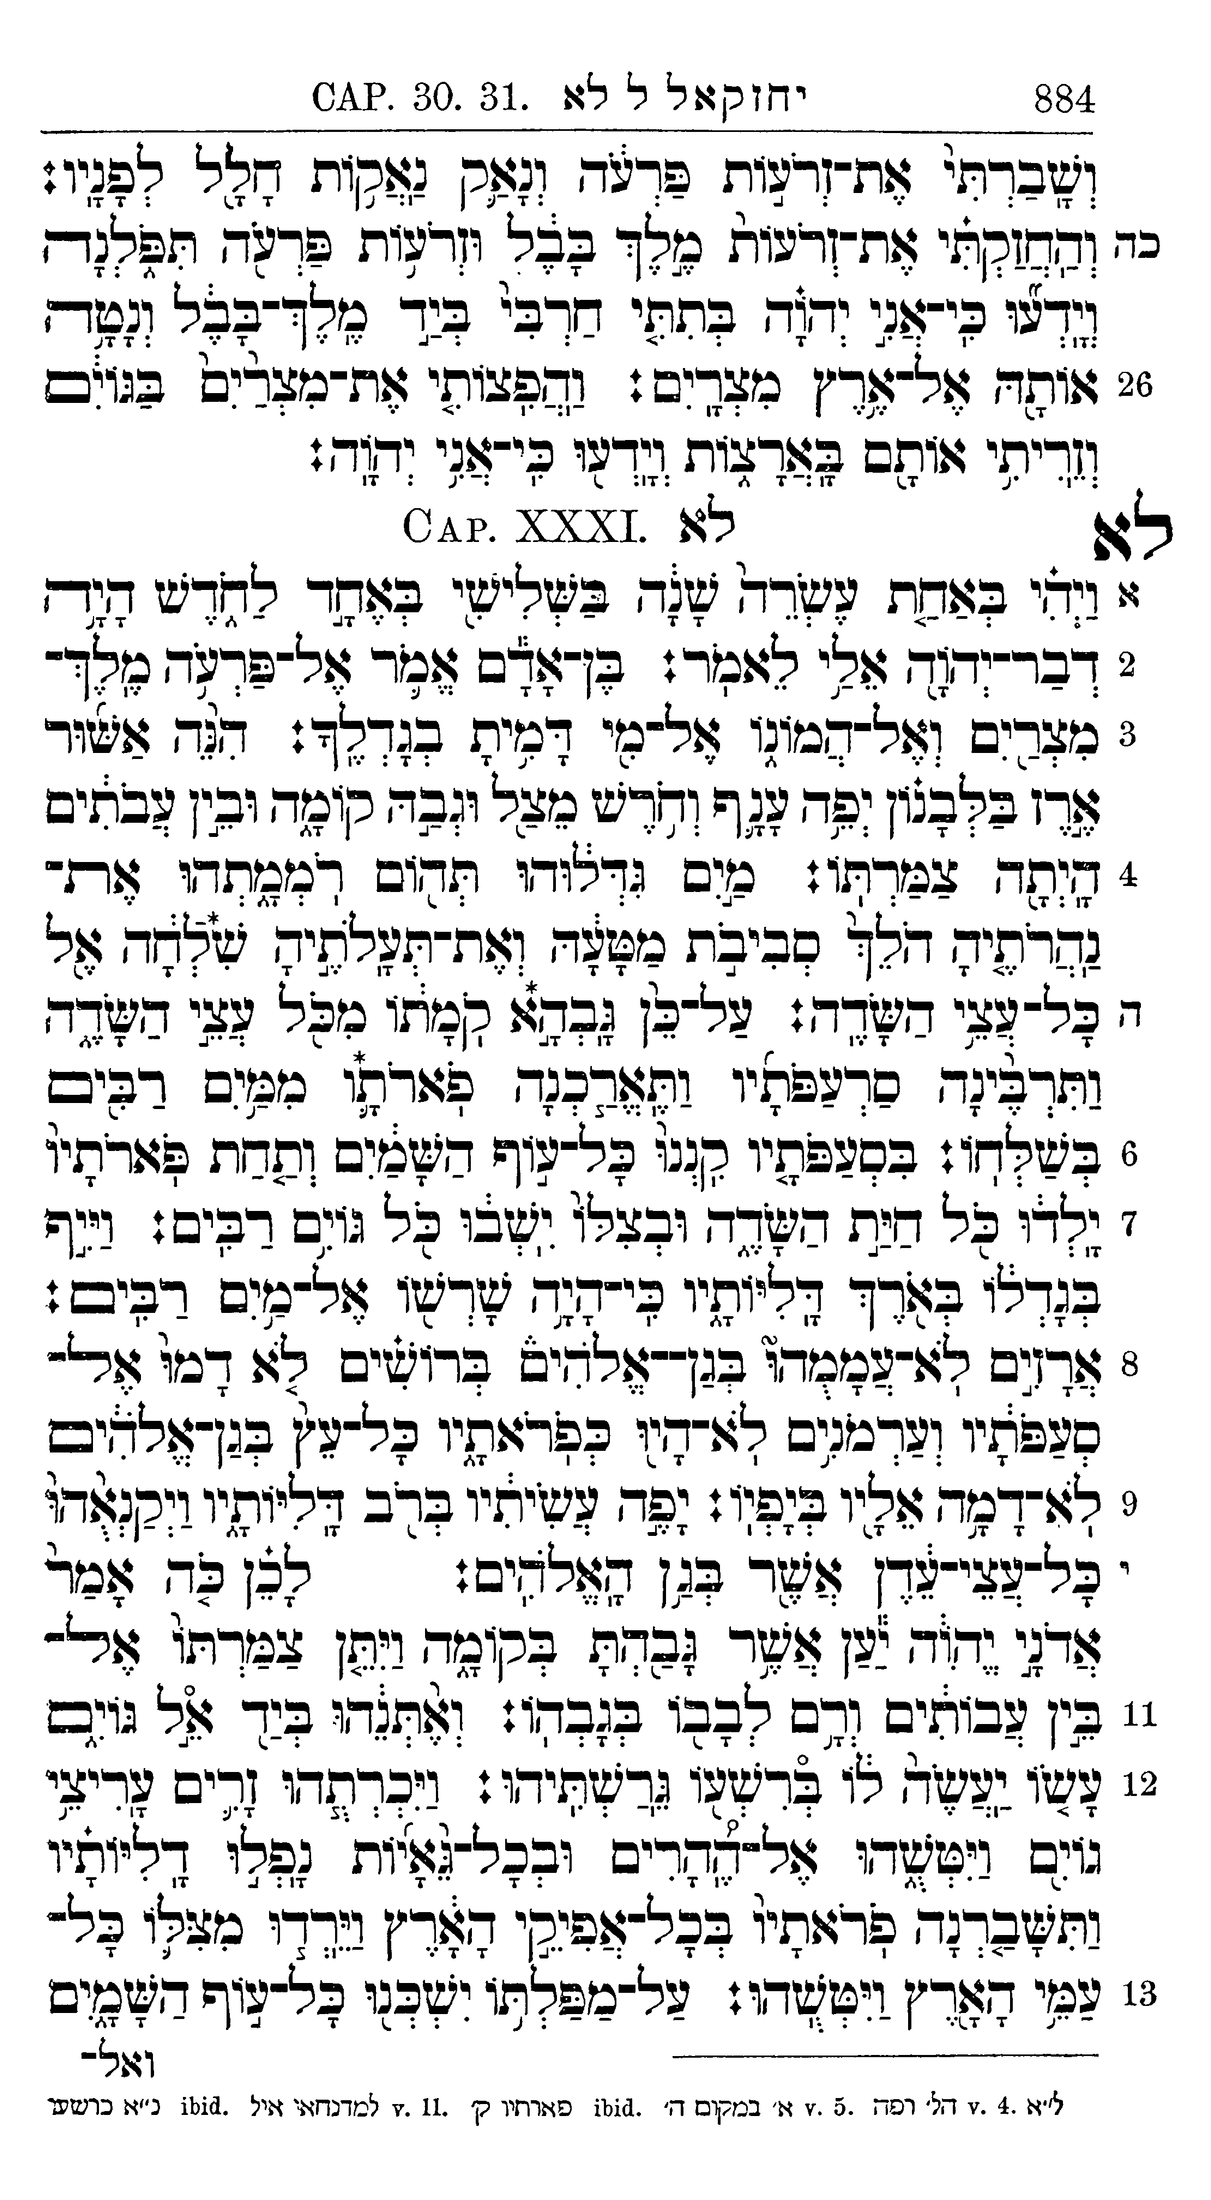 884 יחזקאל ל לא CAP. 30. 31.
וְשָׁבַרְתִּי֙ אֶת־זְרֹע֣וֹת פַּרְעֹ֔ה וְנָאַ֛ק נַאֲק֥וֹת חָלָ֖ל לְפָנָֽיו׃
כה וְהַחֲזַקְתִּ֗י אֶת־זְרֹעוֹת֙ מֶ֣לֶךְ בָּבֶ֔ל וּזְרֹע֥וֹת פַּרְעֹ֖ה תִּפֹּ֑לְנָה
וְֽיָדְע֞וּ כִּֽי־אֲנִ֣י יְהוָ֗ה בְּתִתִּ֤י חַרְבִּי֙ בְּיַ֣ד מֶֽלֶךְ־בָּבֶ֔ל וְנָטָ֥ה
26 אוֹתָ֖הּ אֶל־אֶ֥רֶץ מִצְרָֽיִם׃ וַהֲפִצוֹתִ֤י אֶת־מִצְרַ֙יִם֙ בַּגּוֹיִ֔ם
וְזֵרִיתִ֥י אוֹתָ֖ם בָּאֲרָצ֑וֹת וְיָדְע֖וּ כִּֽי־אֲנִ֥י יְהוָֽה׃
לא CAP. XXXI. לא
א וַיְהִ֗י בְּאַחַ֤ת עֶשְׂרֵה֙ שָׁנָ֔ה בַּשְּׁלִישִׁ֖י בְּאֶחָ֣ד לַחֹ֑דֶשׁ הָיָ֥ה
2 דְבַר־יְהוָ֖ה אֵלַ֥י לֵאמֹֽר׃ בֶּן־אָדָ֕ם אֱמֹ֛ר אֶל־פַּרְעֹ֥ה מֶֽלֶךְ־
3 מִצְרַ֖יִם וְאֶל־הֲמוֹנ֑וֹ אֶל־מִ֖י דָּמִ֥יתָ בְגָדְלֶֽךָ׃ הִנֵּ֨ה אַשּׁ֜וּר
אֶ֣רֶז בַּלְּבָנ֗וֹן יְפֵ֥ה עָנָ֛ף וְחֹ֥רֶשׁ מֵצַ֖ל וּגְבַ֣הּ קוֹמָ֑ה וּבֵ֣ין עֲבֹתִ֔ים
4 הָיְתָ֖ה צַמַּרְתּֽוֹ׃ מַ֣יִם גִּדְּל֔וּהוּ תְּה֖וֹם רֹֽמְמָ֑תְהוּ אֶת־
נַהֲרֹתֶ֗יהָ הֹלֵךְ֙ סְבִיב֣וֹת מַטָּעָ֔הּ וְאֶת־תְּעָלֹתֶ֣יהָ שִׁלְחָ֔ה אֶ֖ל
ה כָּל־עֲצֵ֥י הַשָּׂדֶֽה׃ עַל־כֵּן֙ גָּבְהָ֣א קֹמָת֔וֹ מִכֹּ֖ל עֲצֵ֣י הַשָּׂדֶ֑ה
וַתִּרְבֶּ֨ינָה סַרְעַפֹּתָ֜יו וַתֶּאֱרַ֧כְנָה פֹארֹתָ֛ו מִמַּ֥יִם רַבִּ֖ים
6 בְּשַׁלְּחֽוֹ׃ בִּסְעַפֹּתָ֤יו קִֽנְנוּ֙ כָּל־ע֣וֹף הַשָּׁמַ֔יִם וְתַ֤חַת פֹּֽארֹתָיו֙
7 יָֽלְד֔וּ כֹּ֖ל חַיַּ֣ת הַשָּׂדֶ֑ה וּבְצִלּוֹ֙ יֵֽשְׁב֔וּ כֹּ֖ל גּוֹיִ֥ם רַבִּֽים׃ וַיְּיִ֣ף
בְּגָדְל֔וֹ בְּאֹ֖רֶךְ דָּֽלִיּוֹתָ֑יו כִּֽי־הָיָ֥ה שָׁרְשׁ֖וֹ אֶל־מַ֥יִם רַבִּֽים׃
8 אֲרָזִ֣ים לֹֽא־עֲמָמֻהוּ֮ בְּגַן־אֱלֹהִים֒ בְּרוֹשִׁ֗ים לֹ֤א דָמוּ֙ אֶל־
סְעַפֹּתָ֔יו וְעַרְמֹנִ֥ים לֹֽא־הָי֖וּ כְּפֹֽרֹאתָ֑יו כָּל־עֵץ֙ בְּגַן־אֱלֹהִ֔ים
9 לֹא־דָמָ֥ה אֵלָ֖יו בְּיָפְיֽוֹ׃ יָפֶ֣ה עֲשִׂיתִ֔יו בְּרֹ֖ב דָּֽלִיּוֹתָ֑יו וַיְקַנְאֻ֙הוּ֙
י כָּל־עֲצֵי־עֵ֔דֶן אֲשֶׁ֖ר בְּגַ֥ן הָאֱלֹהִֽים׃ לָכֵ֗ן כֹּ֤ה אָמַר֙
אֲדֹנָ֣י יְהוִ֔ה יַ֕עַן אֲשֶׁ֥ר גָּבַ֖הְתָּ בְּקוֹמָ֑ה וַיִּתֵּ֤ן צַמַּרְתּוֹ֙ אֶל־
11 בֵּ֣ין עֲבוֹתִ֔ים וְרָ֥ם לְבָב֖וֹ בְּגָבְהֽוֹ׃ וְאֶ֨תְּנֵ֔הוּ בְּיַ֖ד אֵ֣ל גּוֹיִ֑ם
12 עָשׂ֤וֹ יַֽעֲשֶׂה֙ ל֔וֹ בְּרִשְׁע֖וֹ גֵּרַשְׁתִּֽיהוּ׃ וַיִּכְרְתֻ֧הוּ זָרִ֛ים עָרִיצֵ֥י
גוֹיִ֖ם וַֽיִּטְּשֻׁ֑הוּ אֶל־הֶ֠הָרִים וּבְכָל־גֵּ֨אָי֜וֹת נָפְל֣וּ דָלִיּוֹתָ֗יו
וַתִּשָּׁבַ֤רְנָה פֹֽרֹאתָיו֙ בְּכָל־אֲפִיקֵ֣י הָאָ֔רֶץ וַיֵּרְד֧וּ מִצִּלּ֛וֹ כָּל־
13 עַמֵּ֥י הָאָ֖רֶץ וַֽיִּטְּשֻֽׁהוּ׃ עַל־מַפַּלְתּ֥וֹ יִשְׁכְּנ֖וּ כָּל־ע֣וֹף הַשָּׁמָ֑יִם
ואל־
v. 4. ל״א הל׳ רפה v. 5. א׳ במקום ה׳ ibid. פארתיו ק׳ v. 11. למדנחאי איל ibid. נ״א כרשעו